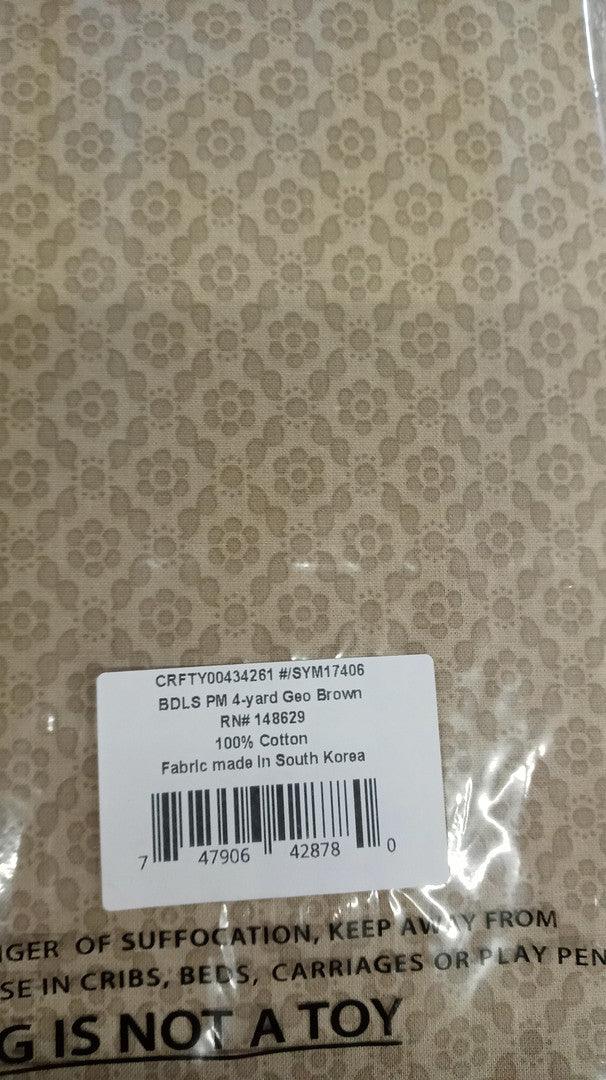 CRFTY00434261 #/SYM17406
BDLS PM 4-yard Geo Brown
RN# 148629
100% Cotton
Fabric made In South Korea
7 47906 42878 0
NGER OF SUFFOCATION, KEEP AWAY FROM
SE IN CRIBS, BEDS, CARRIAGES OR PLAY PEN
G IS NOT A TOY